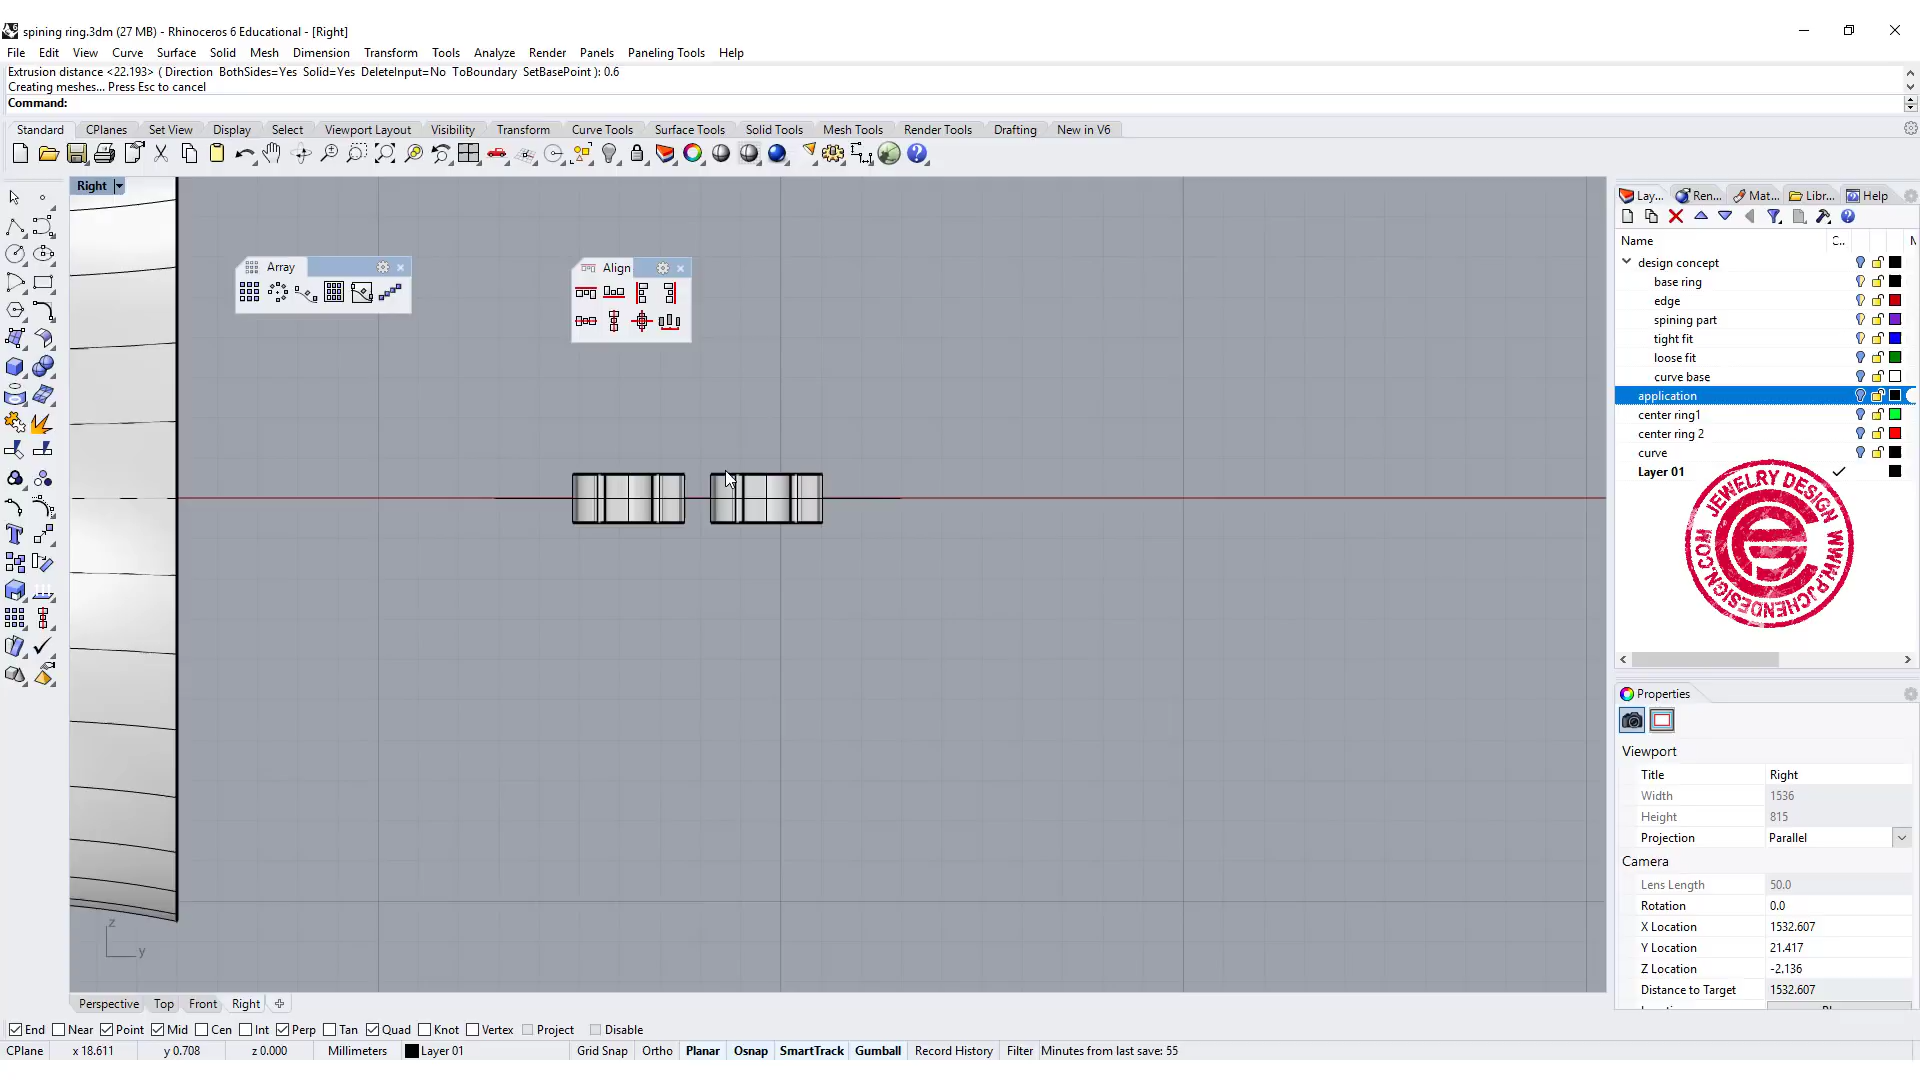 spining ring.3dm (27 MB) - Rhinoceros 6 Educational - [Right]
File Edit View Curve Surface Solid Mesh Dimension Transform Tools Analyze Render Panels Paneling Tools Help
Extrusion distance <22.193> ( Direction BothSides=Yes Solid=Yes DeleteInput=No ToBoundary SetBasePoint ): 0.6
Creating meshes... Press Esc to cancel
Command:
Standard CPlanes Set View Display Select Viewport Layout Visibility Transform Curve Tools Surface Tools Solid Tools Mesh Tools Render Tools Drafting New in V6
Right
Array
Align
z
y
Lay... Ren... Mat... Libr... Help
Name C..
design concept
base ring
edge
spining part
tight fit
loose fit
curve base
application
center ring1
center ring 2
curve
Layer 01
JEWELRY DESIGN WWW.PJCHENDESIGN.COM
Properties
Viewport
Title Right
Width 1536
Height 815
Projection Parallel
Camera
Lens Length 50.0
Rotation 0.0
X Location 1532.607
Y Location 21.417
Z Location -2.136
Distance to Target 1532.607
Perspective Top Front Right
End Near Point Mid Cen Int Perp Tan Quad Knot Vertex Project Disable
CPlane x 18.611 y 0.708 z 0.000 Millimeters Layer 01 Grid Snap Ortho Planar Osnap SmartTrack Gumball Record History Filter Minutes from last save: 55